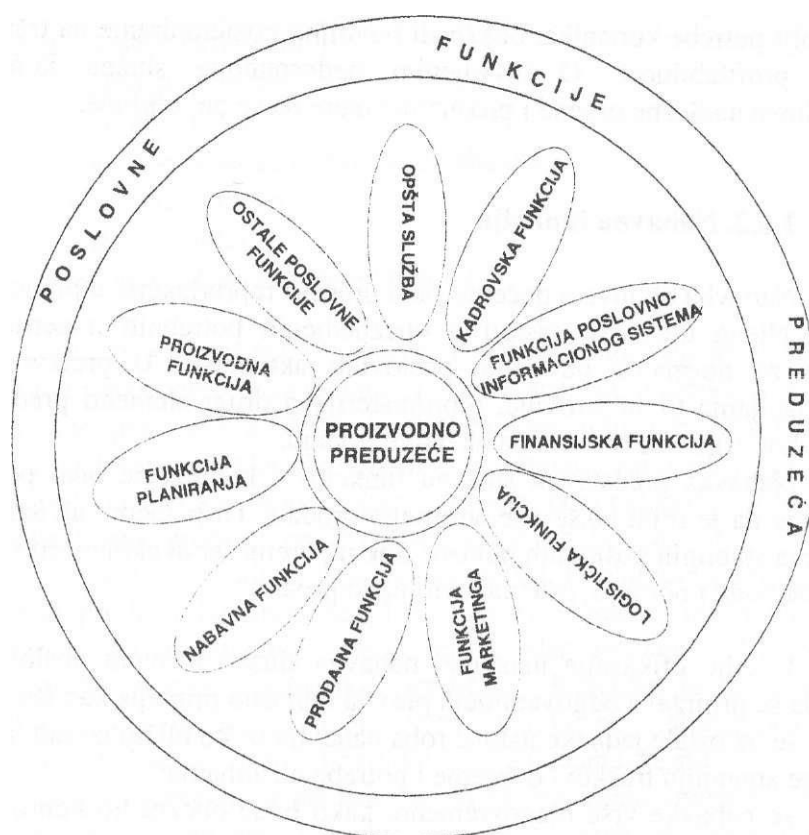 POSLOVNE
FUNKCIJE
PREDUZEĆA
OPŠTA SLUŽBA
KADROVSKA FUNKCIJA
FUNKCIJA POSLOVNO-
INFORMACIONOG SISTEMA
FINANSIJSKA FUNKCIJA
LOGISTIČKA FUNKCIJA
FUNKCIJA
MARKETINGA
PRODAJNA FUNKCIJA
NABAVNA FUNKCIJA
FUNKCIJA
PLANIRANJA
PROIZVODNA
FUNKCIJA
OSTALE POSLOVNE
FUNKCIJE
PROIZVODNO
PREDUZEĆE